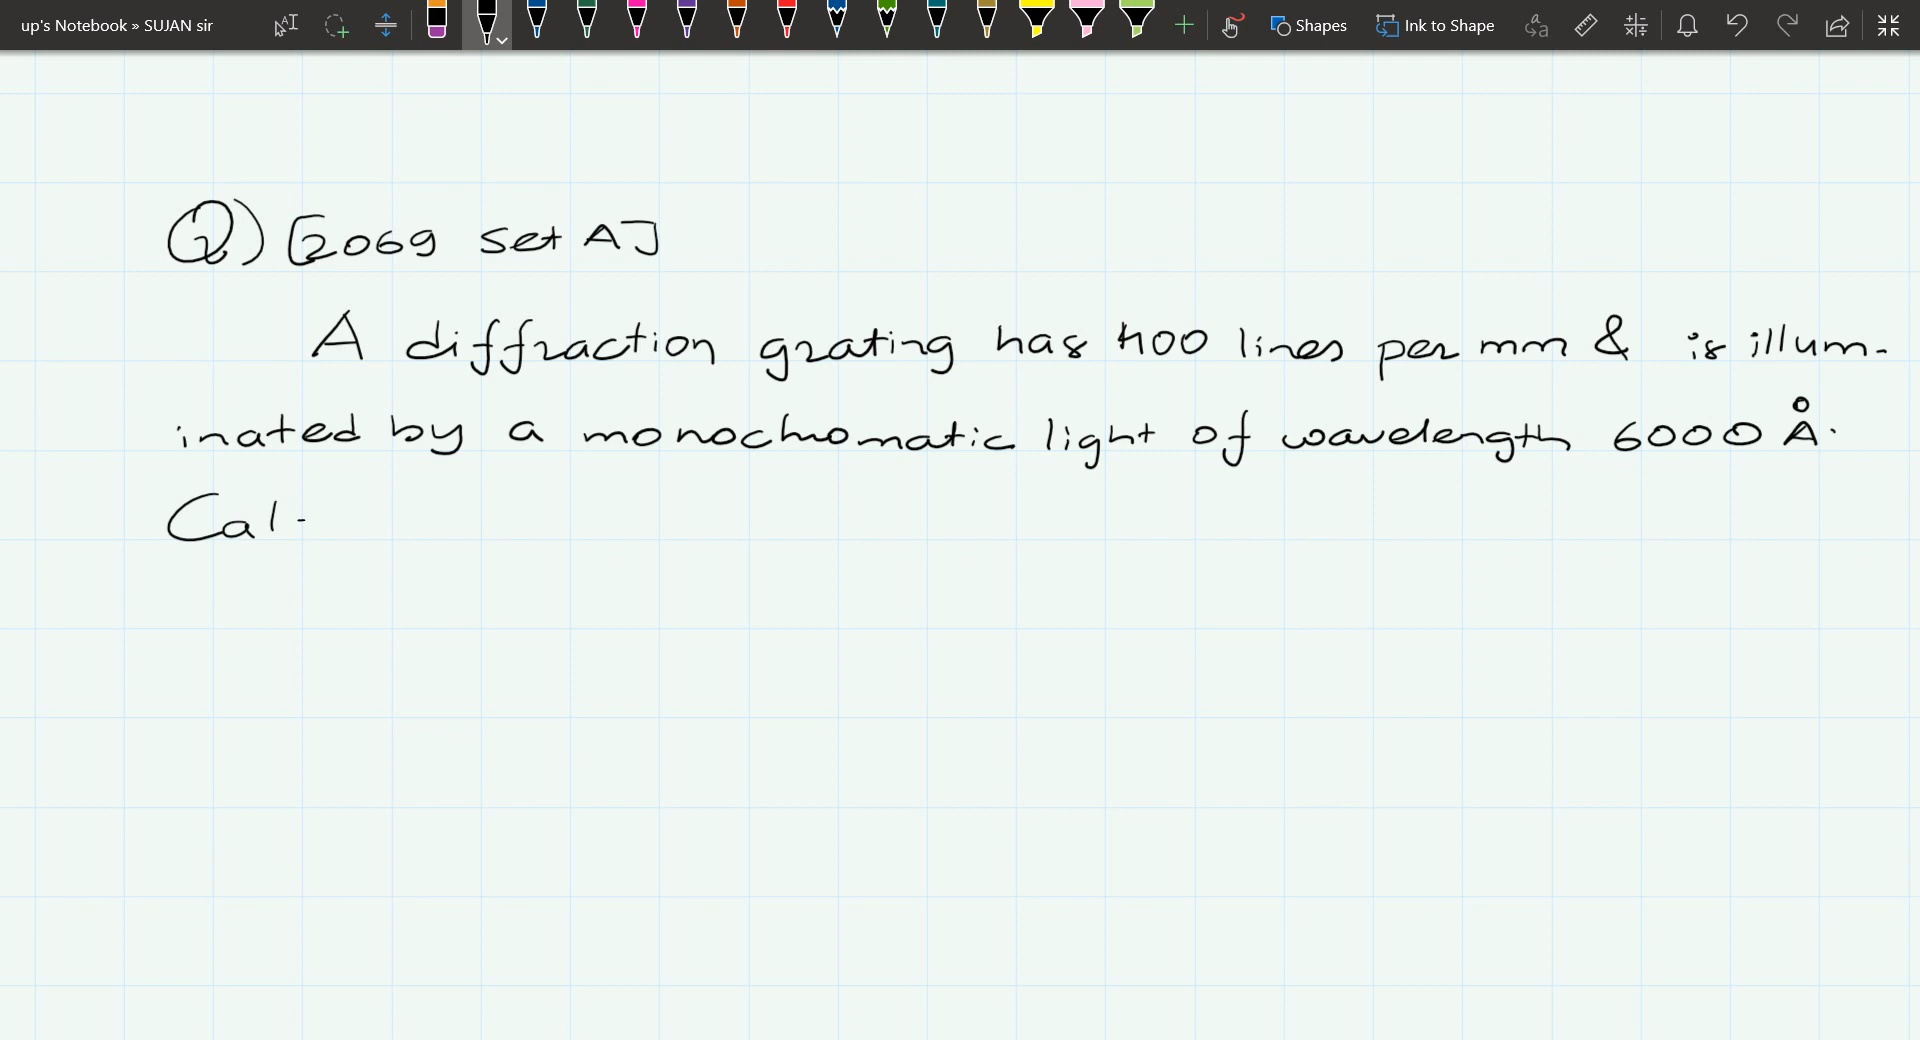 up's Notebook » SUJAN sir
Shapes
Ink to Shape
Q) [2069 Set A]
A diffraction grating has 400 lines per mm & is illum-
inated by a monochromatic light of wavelength 6000 Å.
Cal-